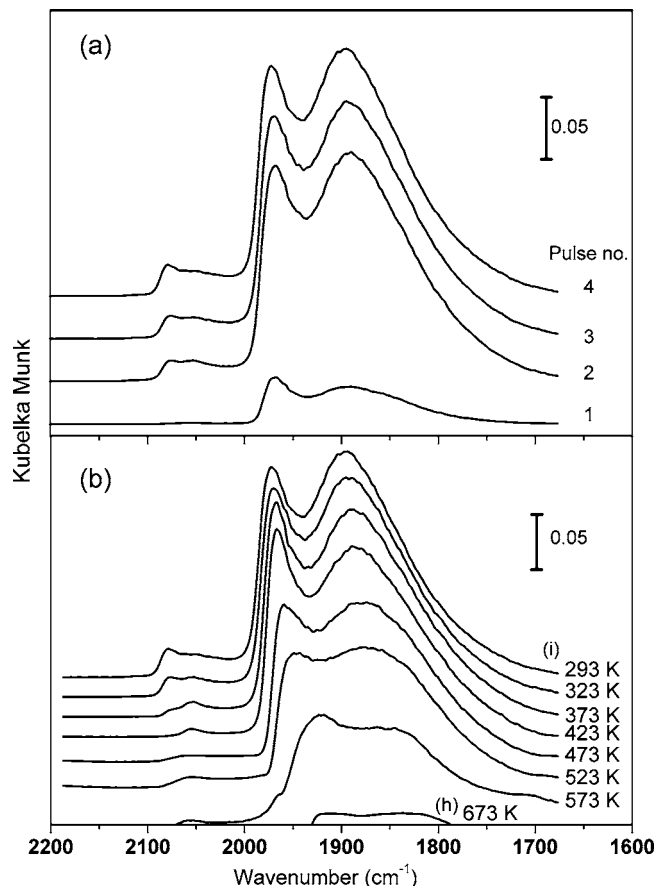 (a)
0.05
Pulse no.
4
3
2
1
Kubelka Munk
(b)
0.05
(i)
293 K
323 K
373 K
423 K
473 K
523 K
573 K
(h) 673 K
2200 2100 2000 1900 1800 1700 1600
Wavenumber (cm⁻¹)